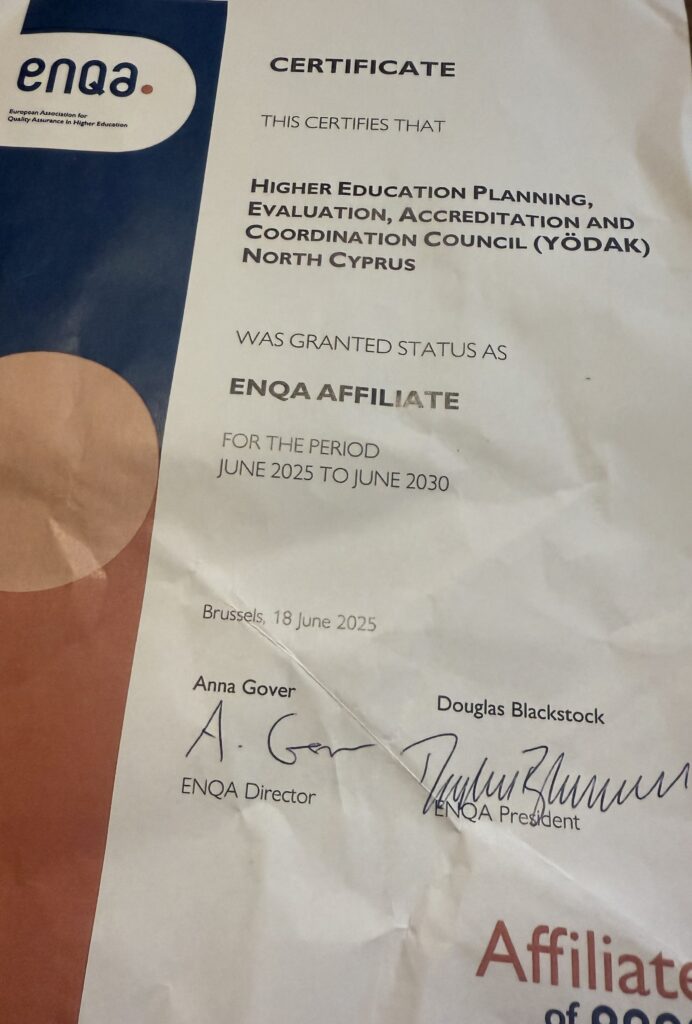 enqa.
European Association for
Quality Assurance in Higher Education
CERTIFICATE
THIS CERTIFIES THAT
HIGHER EDUCATION PLANNING,
EVALUATION, ACCREDITATION AND
COORDINATION COUNCIL (YÖDAK)
NORTH CYPRUS
WAS GRANTED STATUS AS
ENQA AFFILIATE
FOR THE PERIOD
JUNE 2025 TO JUNE 2030
Brussels, 18 June 2025
Anna Gover
A. Gover
ENQA Director
Douglas Blackstock
ENQA President
Affiliate
of